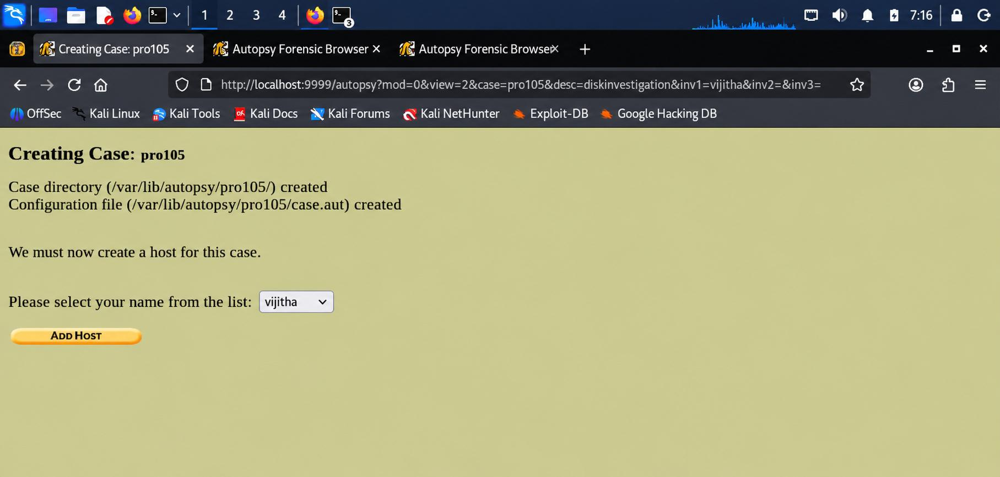 1 2 3 4 3 7:16
Creating Case: pro105 Autopsy Forensic Browser Autopsy Forensic Browser
http://localhost:9999/autopsy?mod=0&view=2&case=pro105&desc=diskinvestigation&inv1=vijitha&inv2=&inv3=
OffSec Kali Linux Kali Tools Kali Docs Kali Forums Kali NetHunter Exploit-DB Google Hacking DB
Creating Case: pro105
Case directory (/var/lib/autopsy/pro105/) created
Configuration file (/var/lib/autopsy/pro105/case.aut) created
We must now create a host for this case.
Please select your name from the list: vijitha
ADD HOST